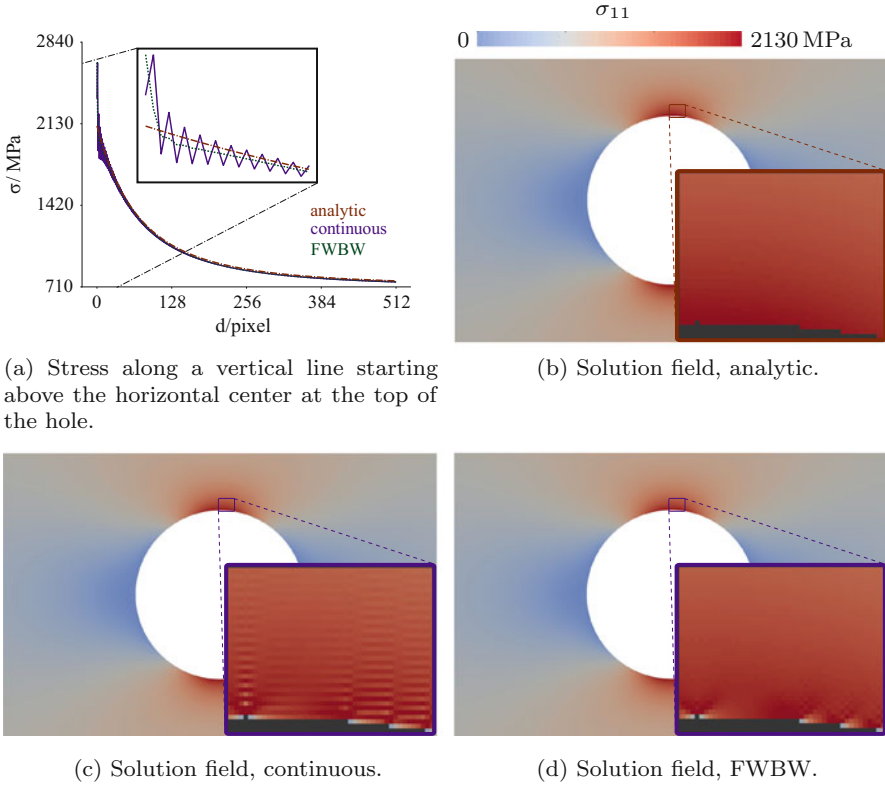 2840
2130
1420
710
σ/ MPa
0
128
256
384
512
d/pixel
analytic
continuous
FWBW
(a) Stress along a vertical line starting
above the horizontal center at the top of
the hole.
σ11
0
2130 MPa
(b) Solution field, analytic.
(c) Solution field, continuous.
(d) Solution field, FWBW.